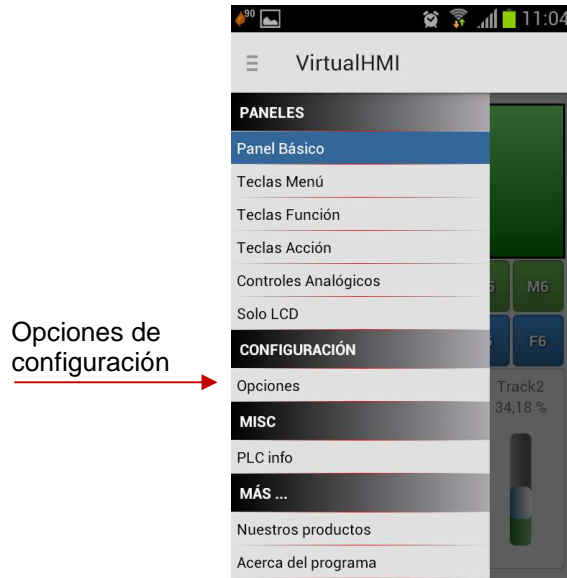 90
11:04
VirtualHMI
PANELES
Panel Básico
Teclas Menú
Teclas Función
Teclas Acción
Controles Analógicos
M6
Solo LCD
F6
CONFIGURACIÓN
Opciones de
configuración
Opciones
Track2
34,18 %
MISC
PLC info
MÁS ...
Nuestros productos
Acerca del programa